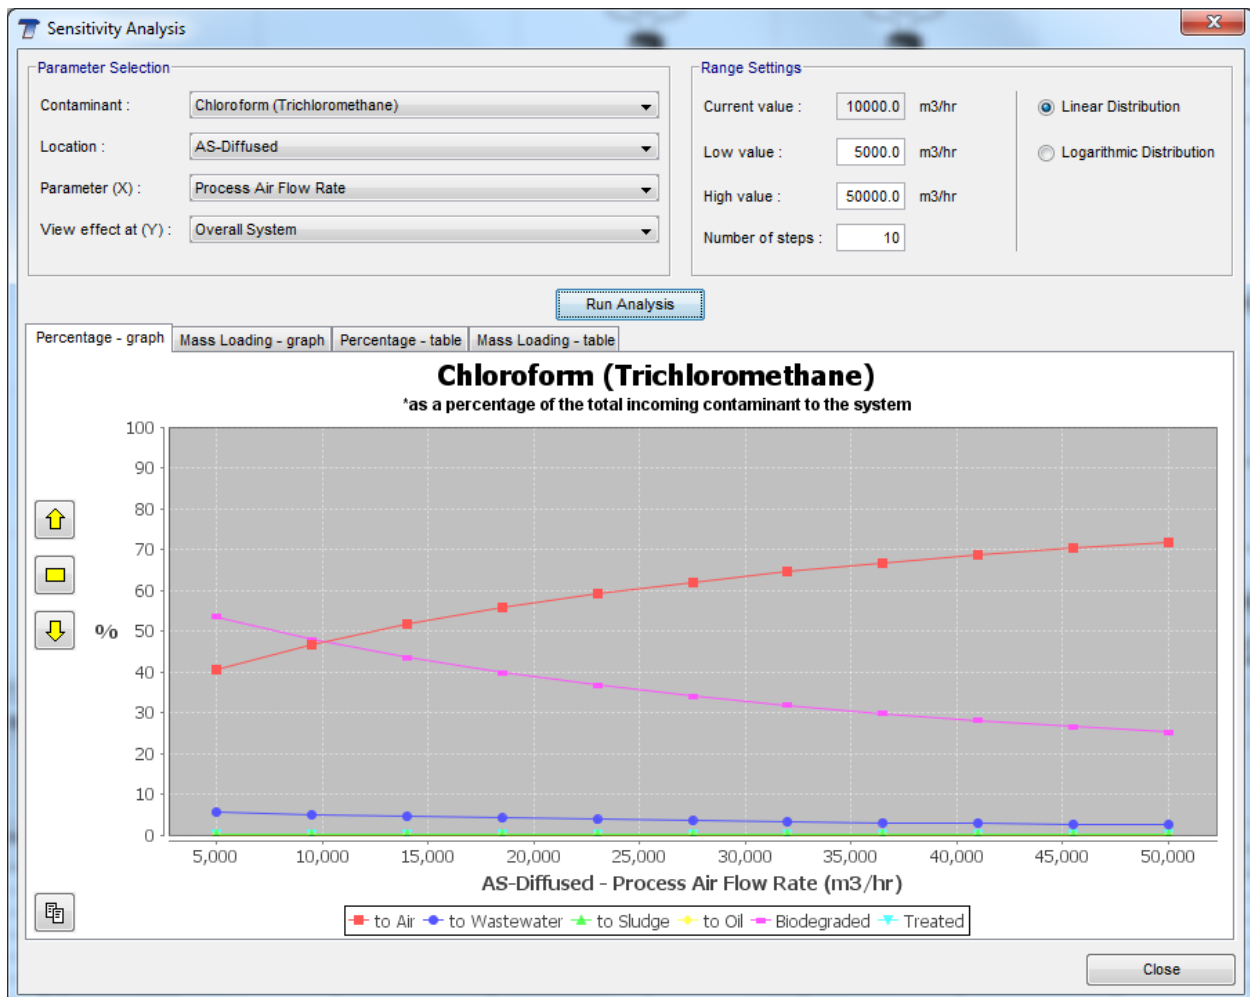 Sensitivity Analysis
Parameter Selection
Contaminant :
Chloroform (Trichloromethane)
Location :
AS-Diffused
Parameter (X) :
Process Air Flow Rate
View effect at (Y) :
Overall System
Range Settings
Current value : 10000.0 m3/hr
Low value : 5000.0 m3/hr
High value : 50000.0 m3/hr
Number of steps : 10
Linear Distribution
Logarithmic Distribution
Run Analysis
Percentage - graph Mass Loading - graph Percentage - table Mass Loading - table
Chloroform (Trichloromethane)
*as a percentage of the total incoming contaminant to the system
100
90
80
70
60
50
40
30
20
10
0
%
5,000 10,000 15,000 20,000 25,000 30,000 35,000 40,000 45,000 50,000
AS-Diffused - Process Air Flow Rate (m3/hr)
to Air to Wastewater to Sludge to Oil Biodegraded Treated
Close